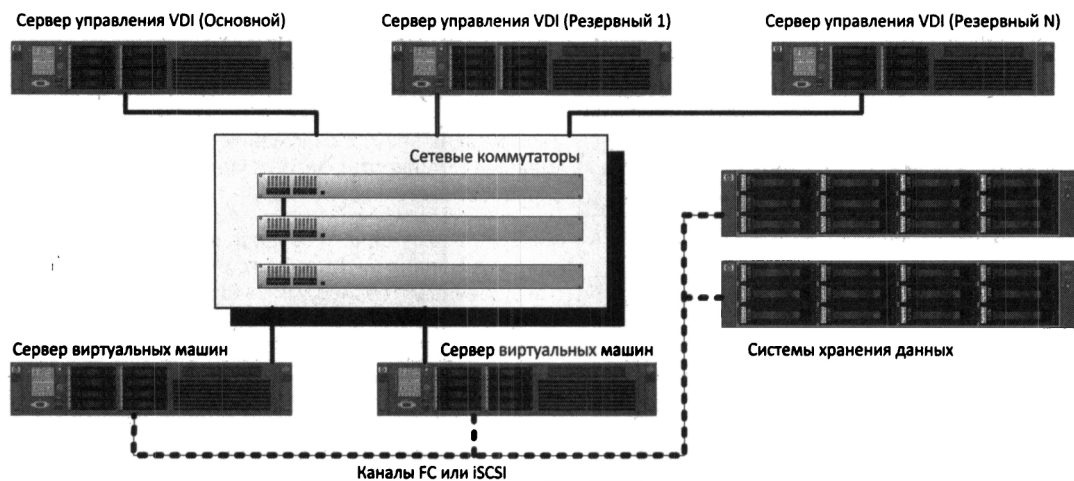 Сервер управления VDI (Основной)
Сервер управления VDI (Резервный 1)
Сервер управления VDI (Резервный N)
Сетевые коммутаторы
Сервер виртуальных машин
Сервер виртуальных машин
Системы хранения данных
Каналы FC или iSCSI